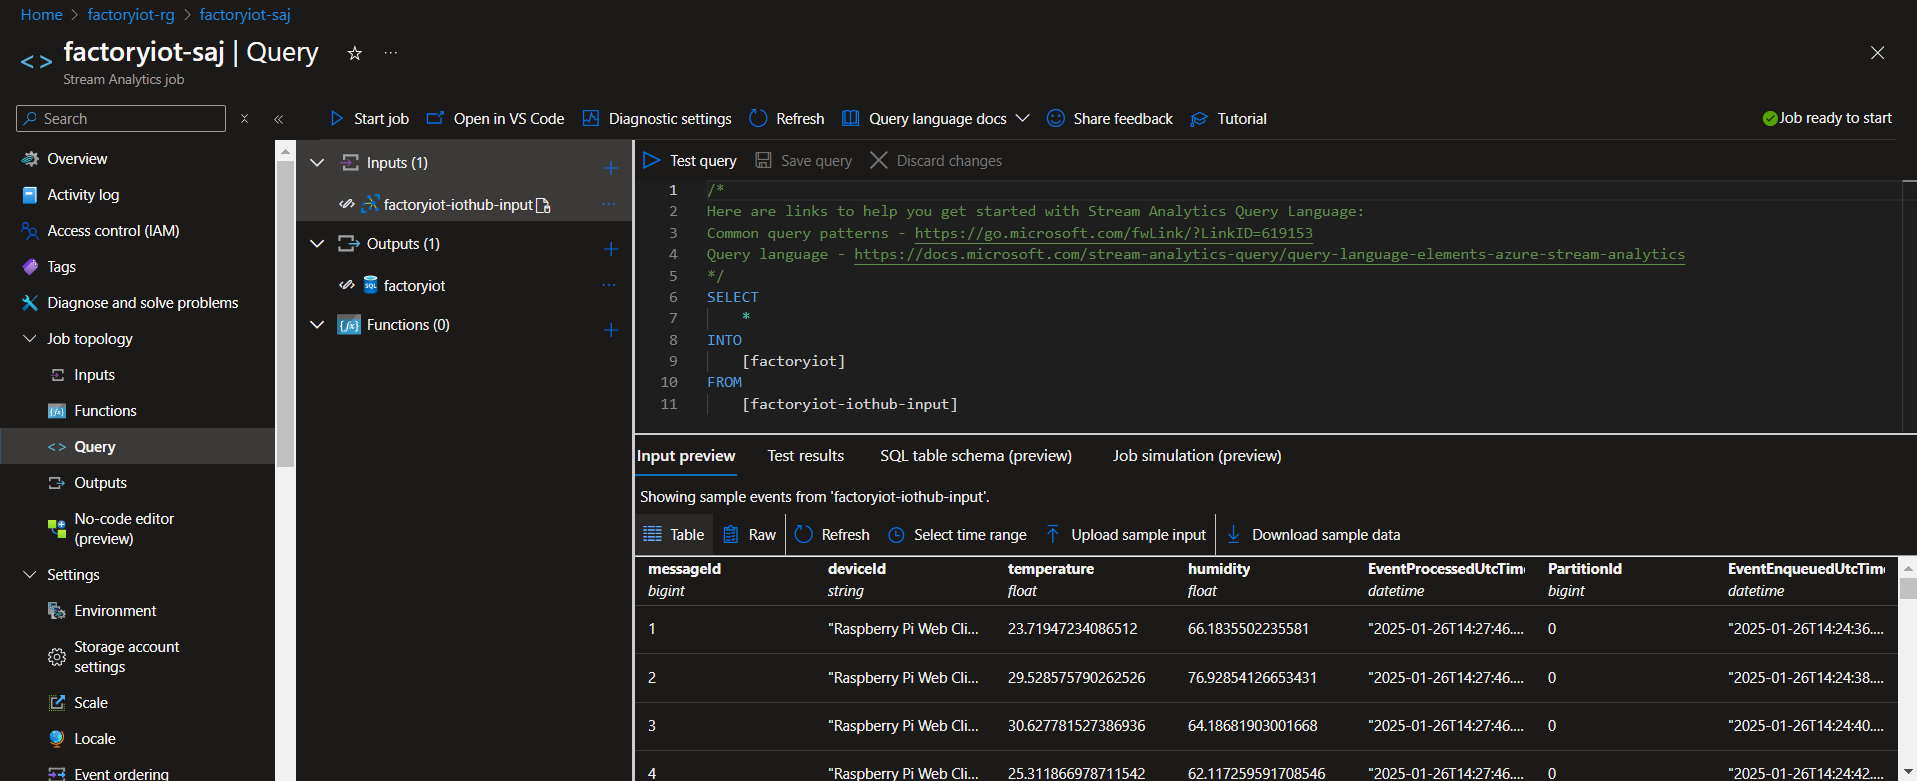 Home > factoryiot-rg > factoryiot-saj
factoryiot-saj | Query
Stream Analytics job
Search
Start job
Open in VS Code
Diagnostic settings
Refresh
Query language docs
Share feedback
Tutorial
Job ready to start
Overview
Activity log
Access control (IAM)
Tags
Diagnose and solve problems
Job topology
Inputs
Functions
Query
Outputs
No-code editor
(preview)
Settings
Environment
Storage account
settings
Scale
Locale
Event ordering
Inputs (1)
factoryiot-iothub-input
Outputs (1)
factoryiot
Functions (0)
Test query
Save query
Discard changes
1 /*
2 Here are links to help you get started with Stream Analytics Query Language:
3 Common query patterns - https://go.microsoft.com/fwLink/?LinkID=619153
4 Query language - https://docs.microsoft.com/stream-analytics-query/query-language-elements-azure-stream-analytics
5 */
6 SELECT
7 *
8 INTO
9 [factoryiot]
10 FROM
11 [factoryiot-iothub-input]
Input preview
Test results
SQL table schema (preview)
Job simulation (preview)
Showing sample events from 'factoryiot-iothub-input'.
Table
Raw
Refresh
Select time range
Upload sample input
Download sample data
messageId deviceId temperature humidity EventProcessedUtcTim PartitionId EventEnqueuedUtcTim
bigint string float float datetime bigint datetime
1 "Raspberry Pi Web Cli... 23.71947234086512 66.1835502235581 "2025-01-26T14:27:46.... 0 "2025-01-26T14:24:36....
2 "Raspberry Pi Web Cli... 29.528575790262526 76.92854126653431 "2025-01-26T14:27:46.... 0 "2025-01-26T14:24:38....
3 "Raspberry Pi Web Cli... 30.627781527386936 64.18681903001668 "2025-01-26T14:27:46.... 0 "2025-01-26T14:24:40....
4 "Raspberry Pi Web Cli... 25.311866978711542 62.117259591708546 "2025-01-26T14:27:46.... 0 "2025-01-26T14:24:42....